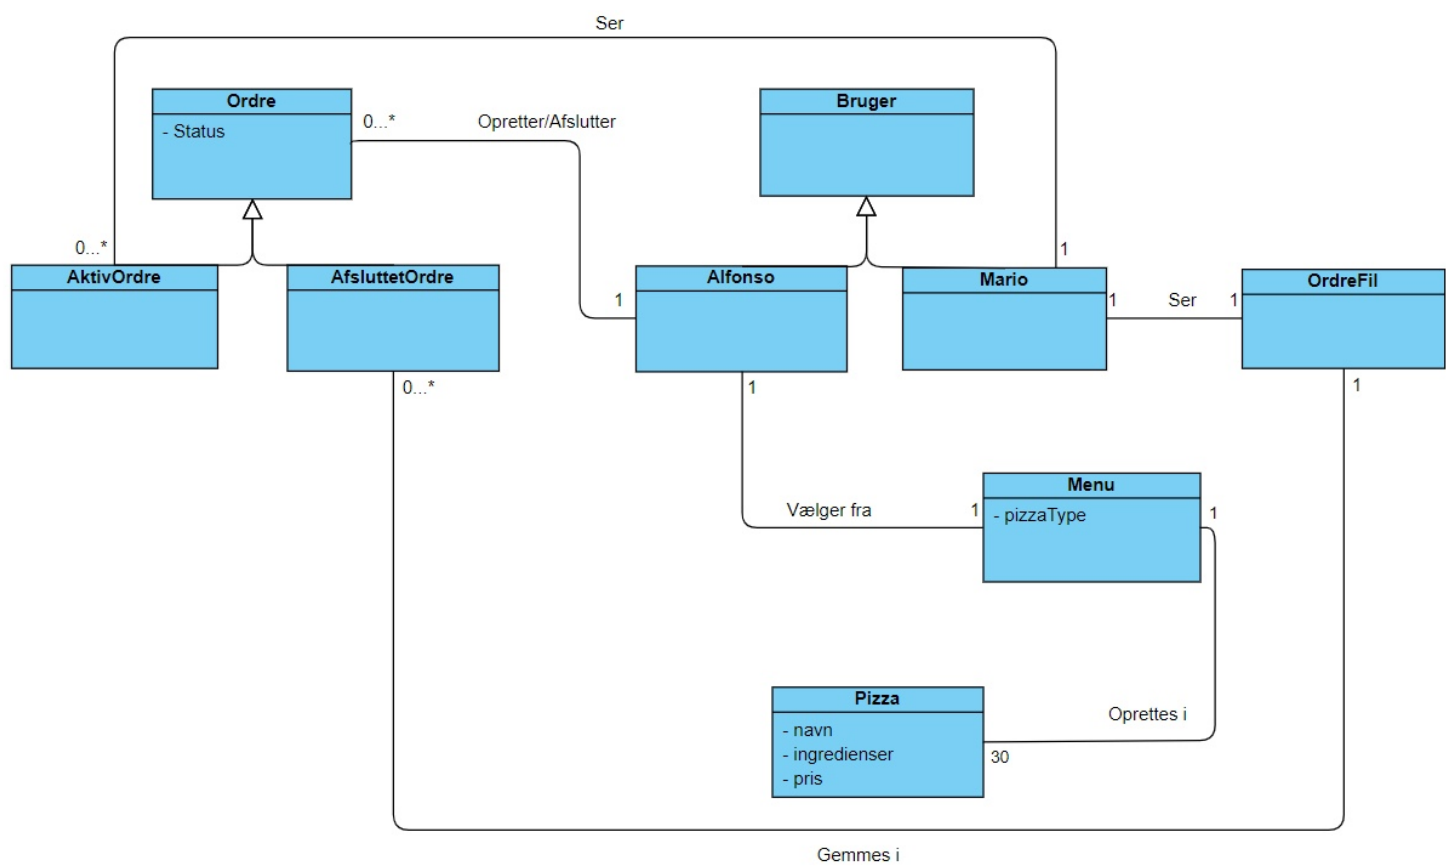 Ser
Ordre
- Status
0...*
Opretter/Afslutter
Bruger
0...*
1
AktivOrdre
AfsluttetOrdre
1
Alfonso
Mario
1
Ser
1
OrdreFil
0...*
1
1
Vælger fra
1
Menu
- pizzaType
1
Pizza
- navn
- ingredienser
- pris
Oprettes i
30
Gemmes i